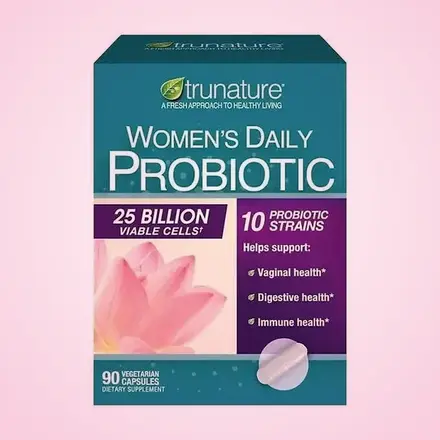 trunature®
A FRESH APPROACH TO HEALTHY LIVING
WOMEN'S DAILY
PROBIOTIC
25 BILLION
VIABLE CELLS†
10 PROBIOTIC STRAINS
Helps support:
Vaginal health*
Digestive health*
Immune health*
90 VEGETARIAN CAPSULES
DIETARY SUPPLEMENT